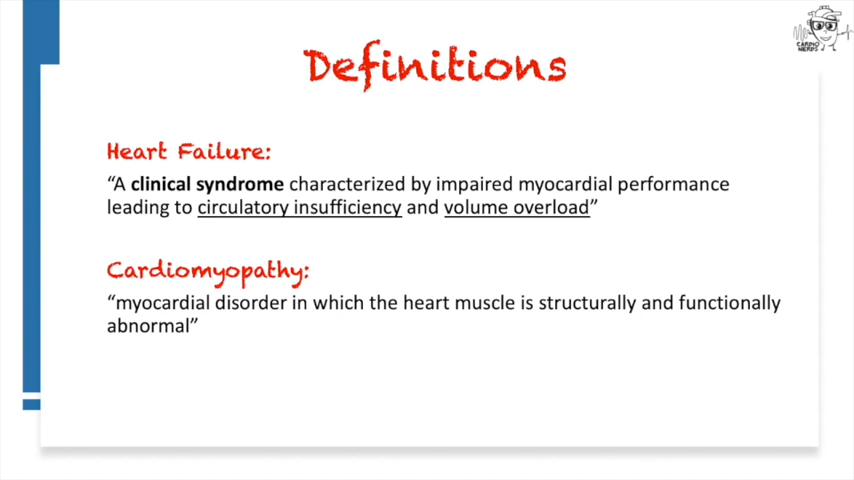 CARDIO
NERDS
Definitions
Heart Failure:
“A clinical syndrome characterized by impaired myocardial performance
leading to circulatory insufficiency and volume overload”
Cardiomyopathy:
“myocardial disorder in which the heart muscle is structurally and functionally
abnormal”